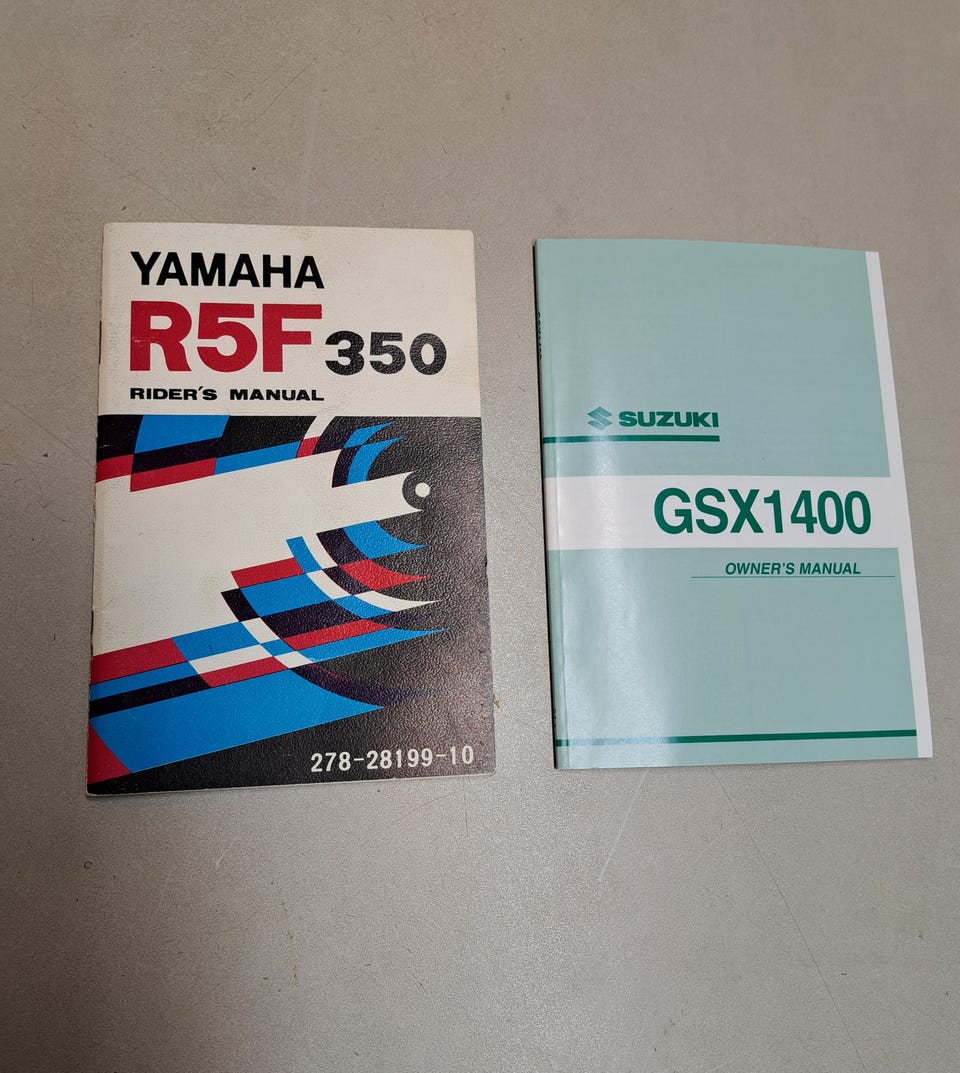 YAMAHA
R5F 350
RIDER'S MANUAL
278-28199-10
SUZUKI
GSX1400
OWNER'S MANUAL